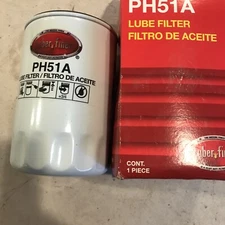 PH51A
LUBE FILTER
FILTRO DE ACEITE
CONT.
1 PIECE
LUBE FILTER / FILTRO DE ACEITE
PH51A